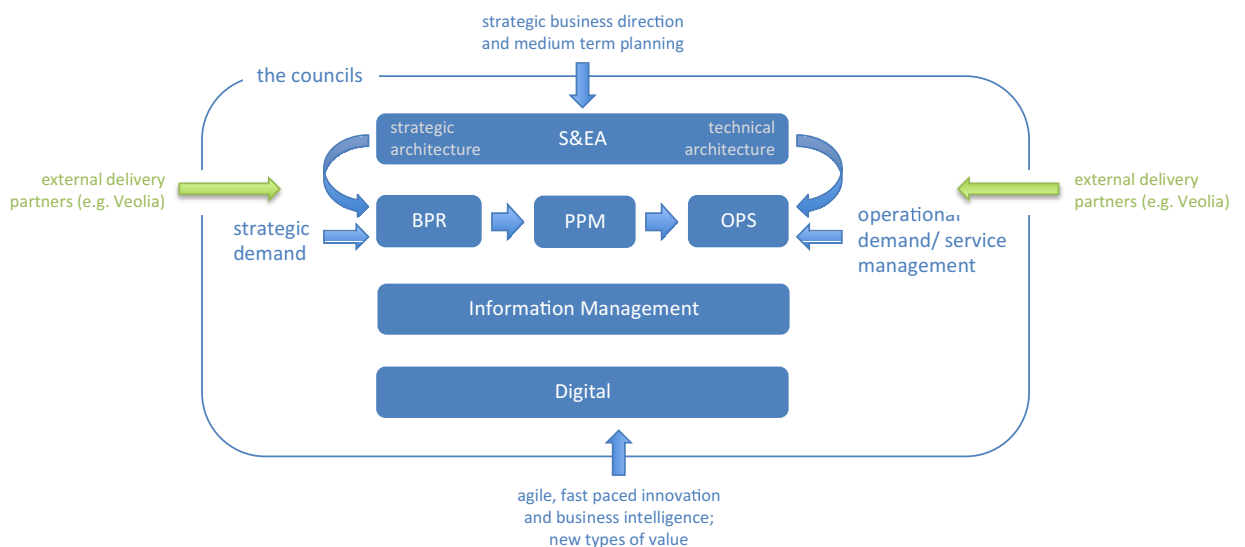 strategic business direction
and medium term planning
the councils
strategic
architecture
S&EA
technical
architecture
external delivery
partners (e.g. Veolia)
strategic
demand
BPR
PPM
OPS
operational
demand/ service
management
external delivery
partners (e.g. Veolia)
Information Management
Digital
agile, fast paced innovation
and business intelligence;
new types of value